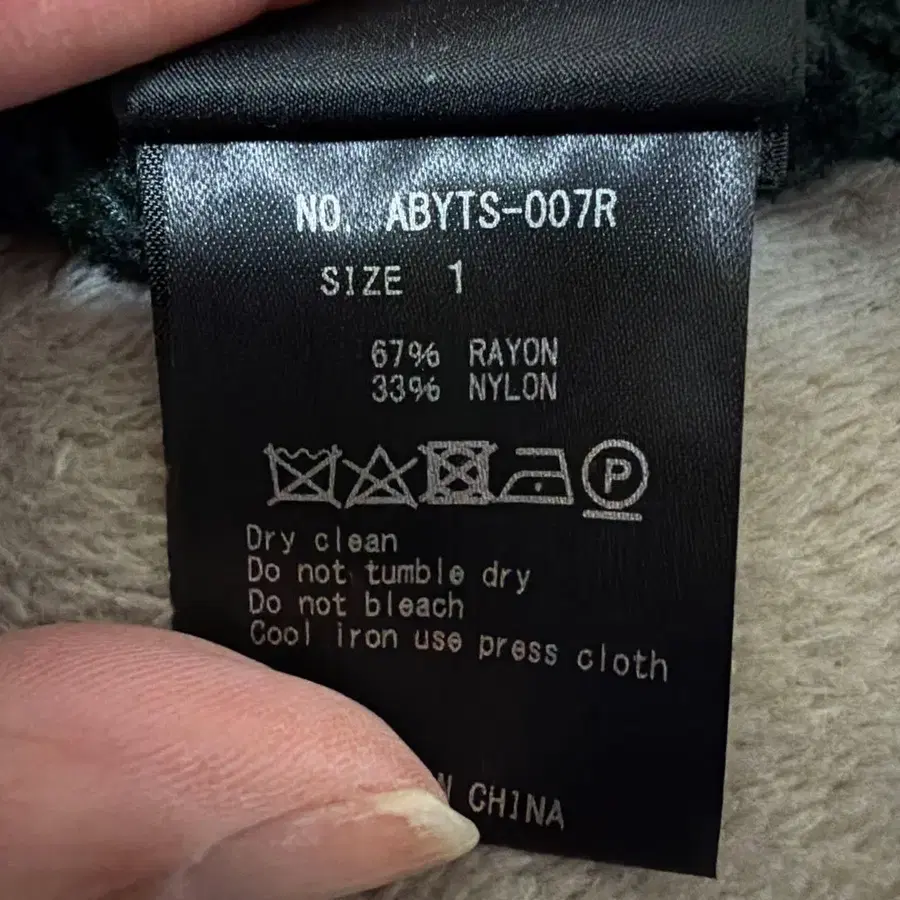 NO. ABYTS-007R
SIZE 1
67% RAYON
33% NYLON
P
Dry clean
Do not tumble dry
Do not bleach
Cool iron use press cloth
CHINA